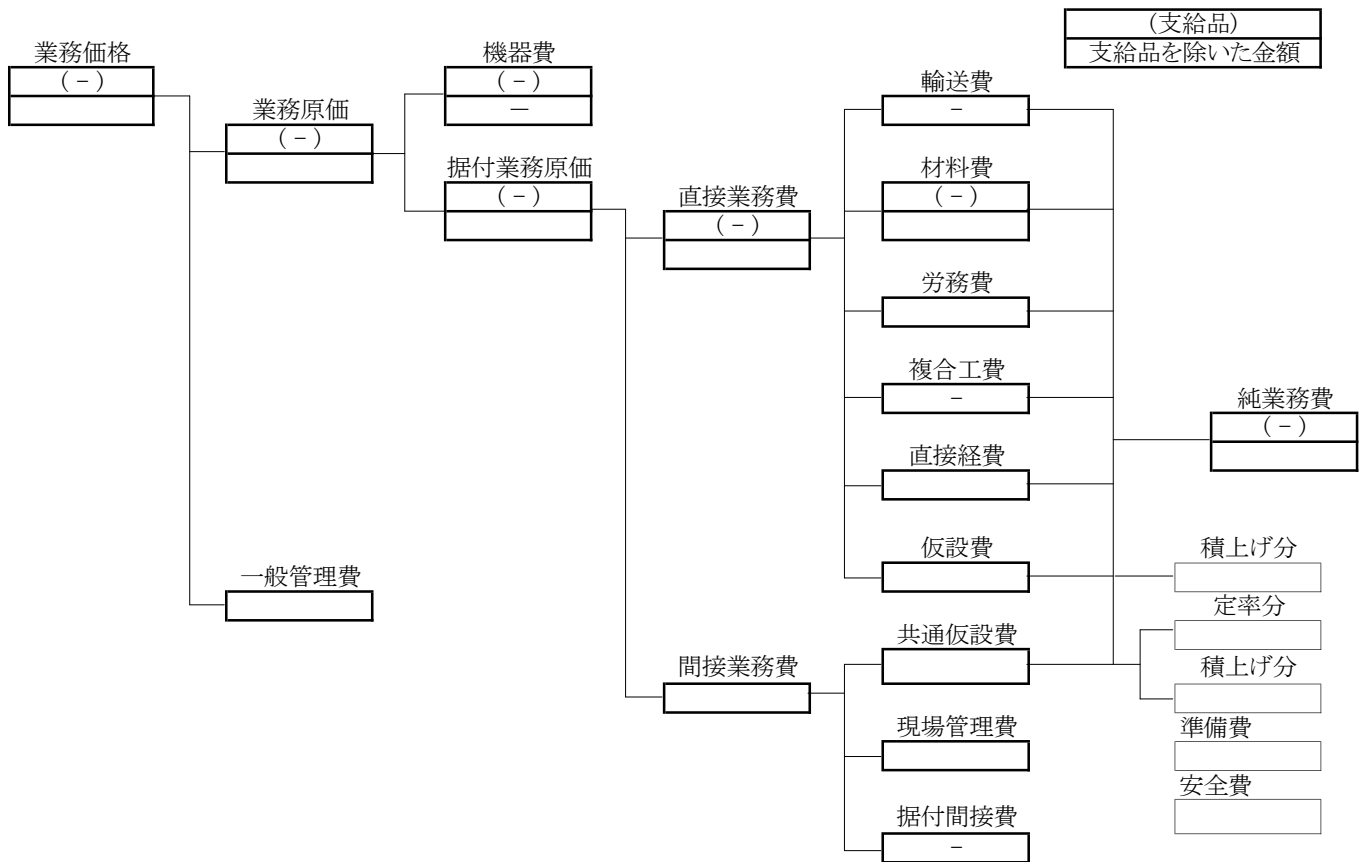 (支給品)
支給品を除いた金額
業務価格
(－)
業務原価
(－)
一般管理費
機器費
(－)
－
据付業務原価
(－)
直接業務費
(－)
間接業務費
輸送費
－
材料費
(－)
労務費
複合工費
－
直接経費
仮設費
共通仮設費
現場管理費
据付間接費
－
純業務費
(－)
積上げ分
定率分
積上げ分
準備費
安全費